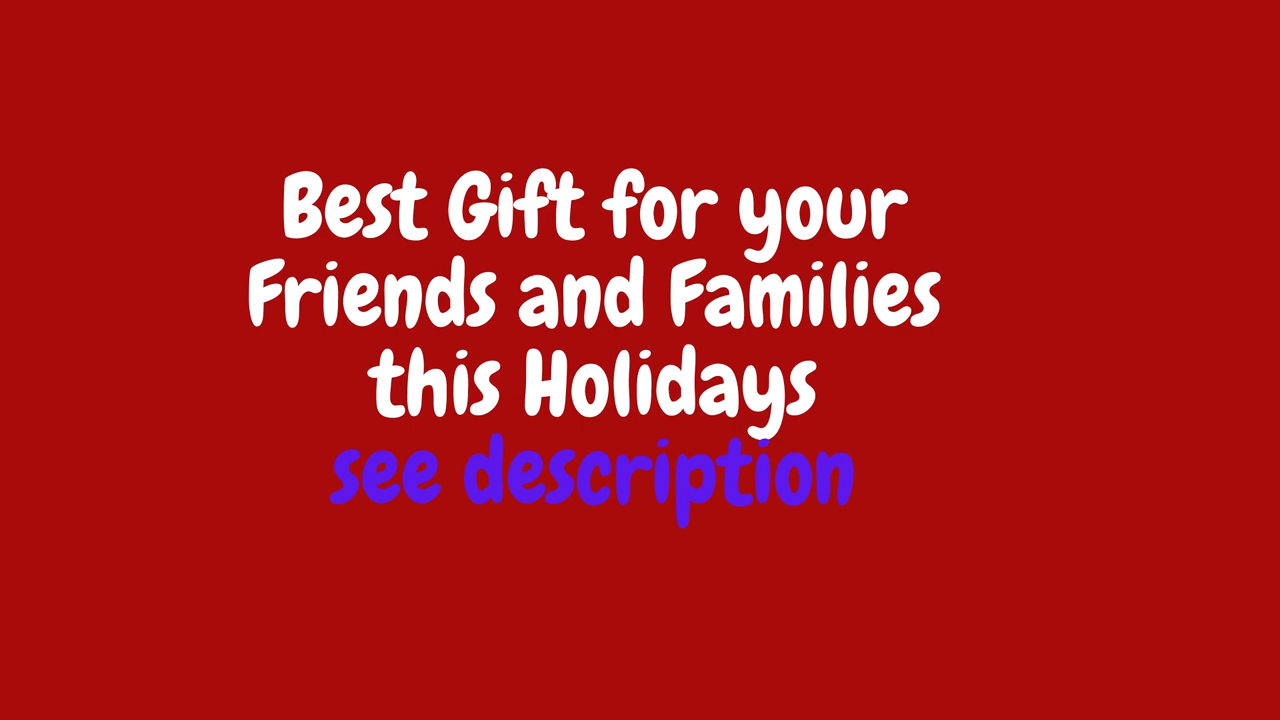 Best Gift for your
Friends and Families
this Holidays
see description